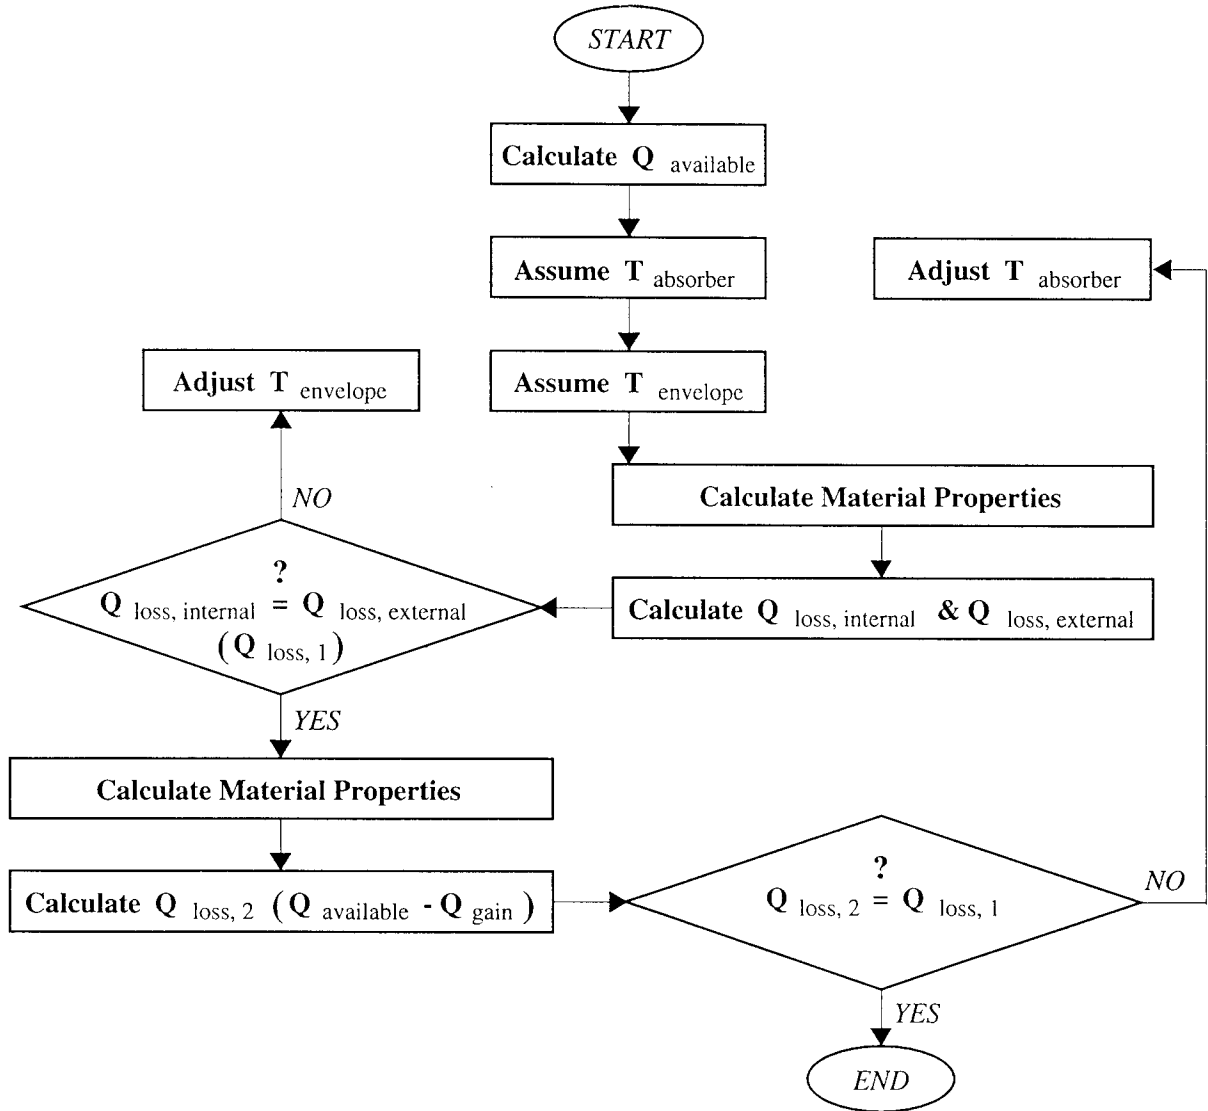 START
Calculate Q available
Assume T absorber
Adjust T absorber
Assume T envelope
Adjust T envelope
Calculate Material Properties
NO
?
Q loss, internal = Q loss, external
(Q loss, 1)
Calculate Q loss, internal & Q loss, external
YES
Calculate Material Properties
Calculate Q loss, 2 (Q available - Q gain)
?
Q loss, 2 = Q loss, 1
NO
YES
END